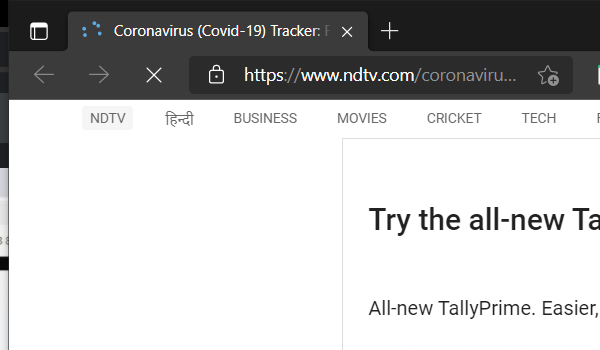 Coronavirus (Covid-19) Tracker:
https://www.ndtv.com/coronaviru...
NDTV हिन्दी BUSINESS MOVIES CRICKET TECH
Try the all-new
All-new TallyPrime. Easier,